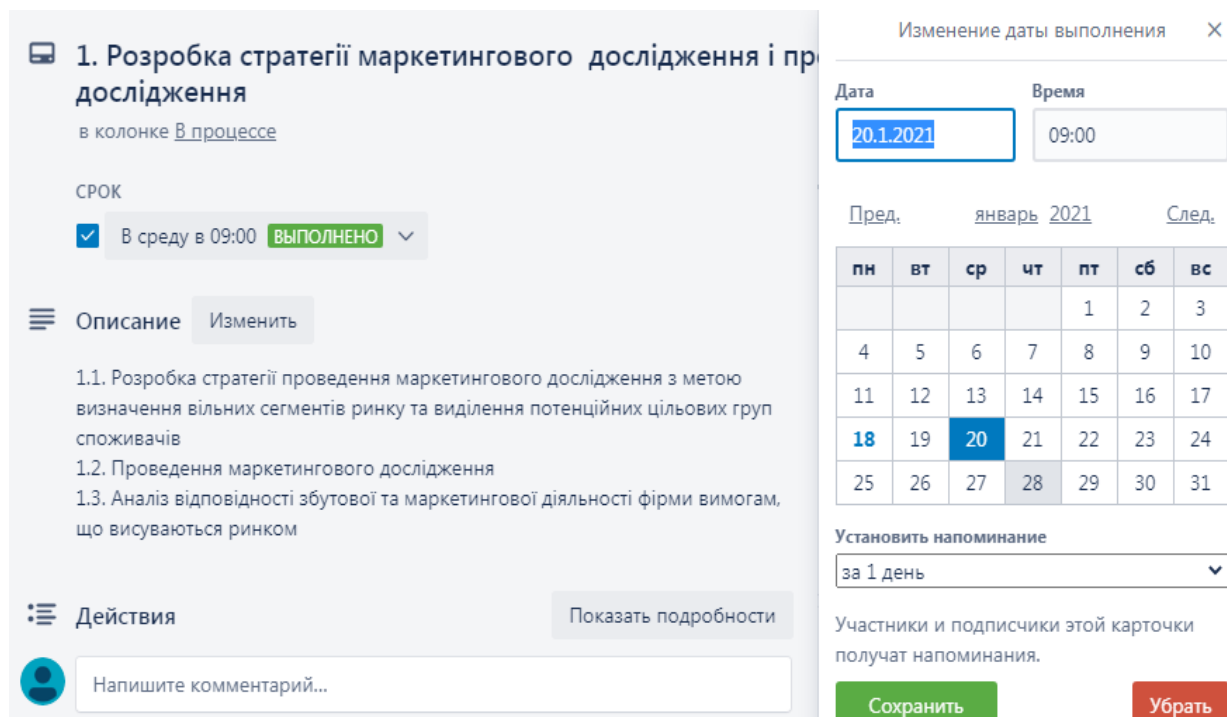 1. Розробка стратегії маркетингового дослідження і
дослідження
в колонке В процессе
СРОК
В среду в 09:00 ВЫПОЛНЕНО
Описание Изменить
1.1. Розробка стратегії проведення маркетингового дослідження з метою
визначення вільних сегментів ринку та виділення потенційних цільових груп
споживачів
1.2. Проведення маркетингового дослідження
1.3. Аналіз відповідності збутової та маркетингової діяльності фірми вимогам,
що висуваються ринком
Действия Показать подробности
Напишите комментарий...
Изменение даты выполнения ×
Дата Время
20.1.2021 09:00
Пред. январь 2021 След.
пн вт ср чт пт сб вс
1 2 3
4 5 6 7 8 9 10
11 12 13 14 15 16 17
18 19 20 21 22 23 24
25 26 27 28 29 30 31
Установить напоминание
за 1 день
Участники и подписчики этой карточки
получат напоминания.
Сохранить Убрать